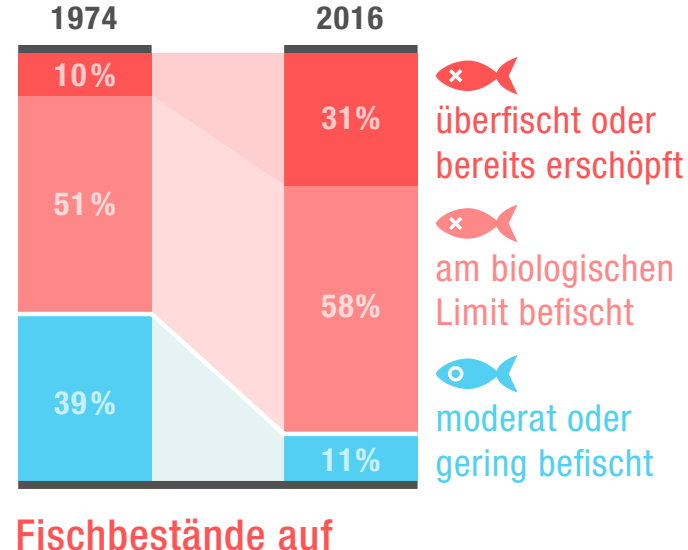 1974
2016
10%
51%
39%
31%
58%
11%
überfischt oder
bereits erschöpft
am biologischen
Limit befischt
moderat oder
gering befischt
Fischbestände auf